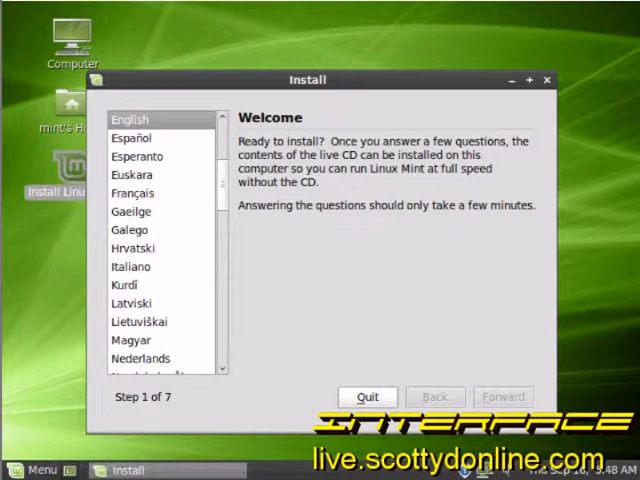 Computer
Install
mint's Ho
Install Linu
English
Español
Esperanto
Euskara
Français
Gaeilge
Galego
Hrvatski
Italiano
Kurdî
Latviski
Lietuviškai
Magyar
Nederlands
Welcome
Ready to install? Once you answer a few questions, the
contents of the live CD can be installed on this
computer so you can run Linux Mint at full speed
without the CD.
Answering the questions should only take a few minutes.
Step 1 of 7
Quit
Back
Forward
INTERFACE
live.scottydonline.com
Menu
Install
Thu Sep 16, 5:48 AM